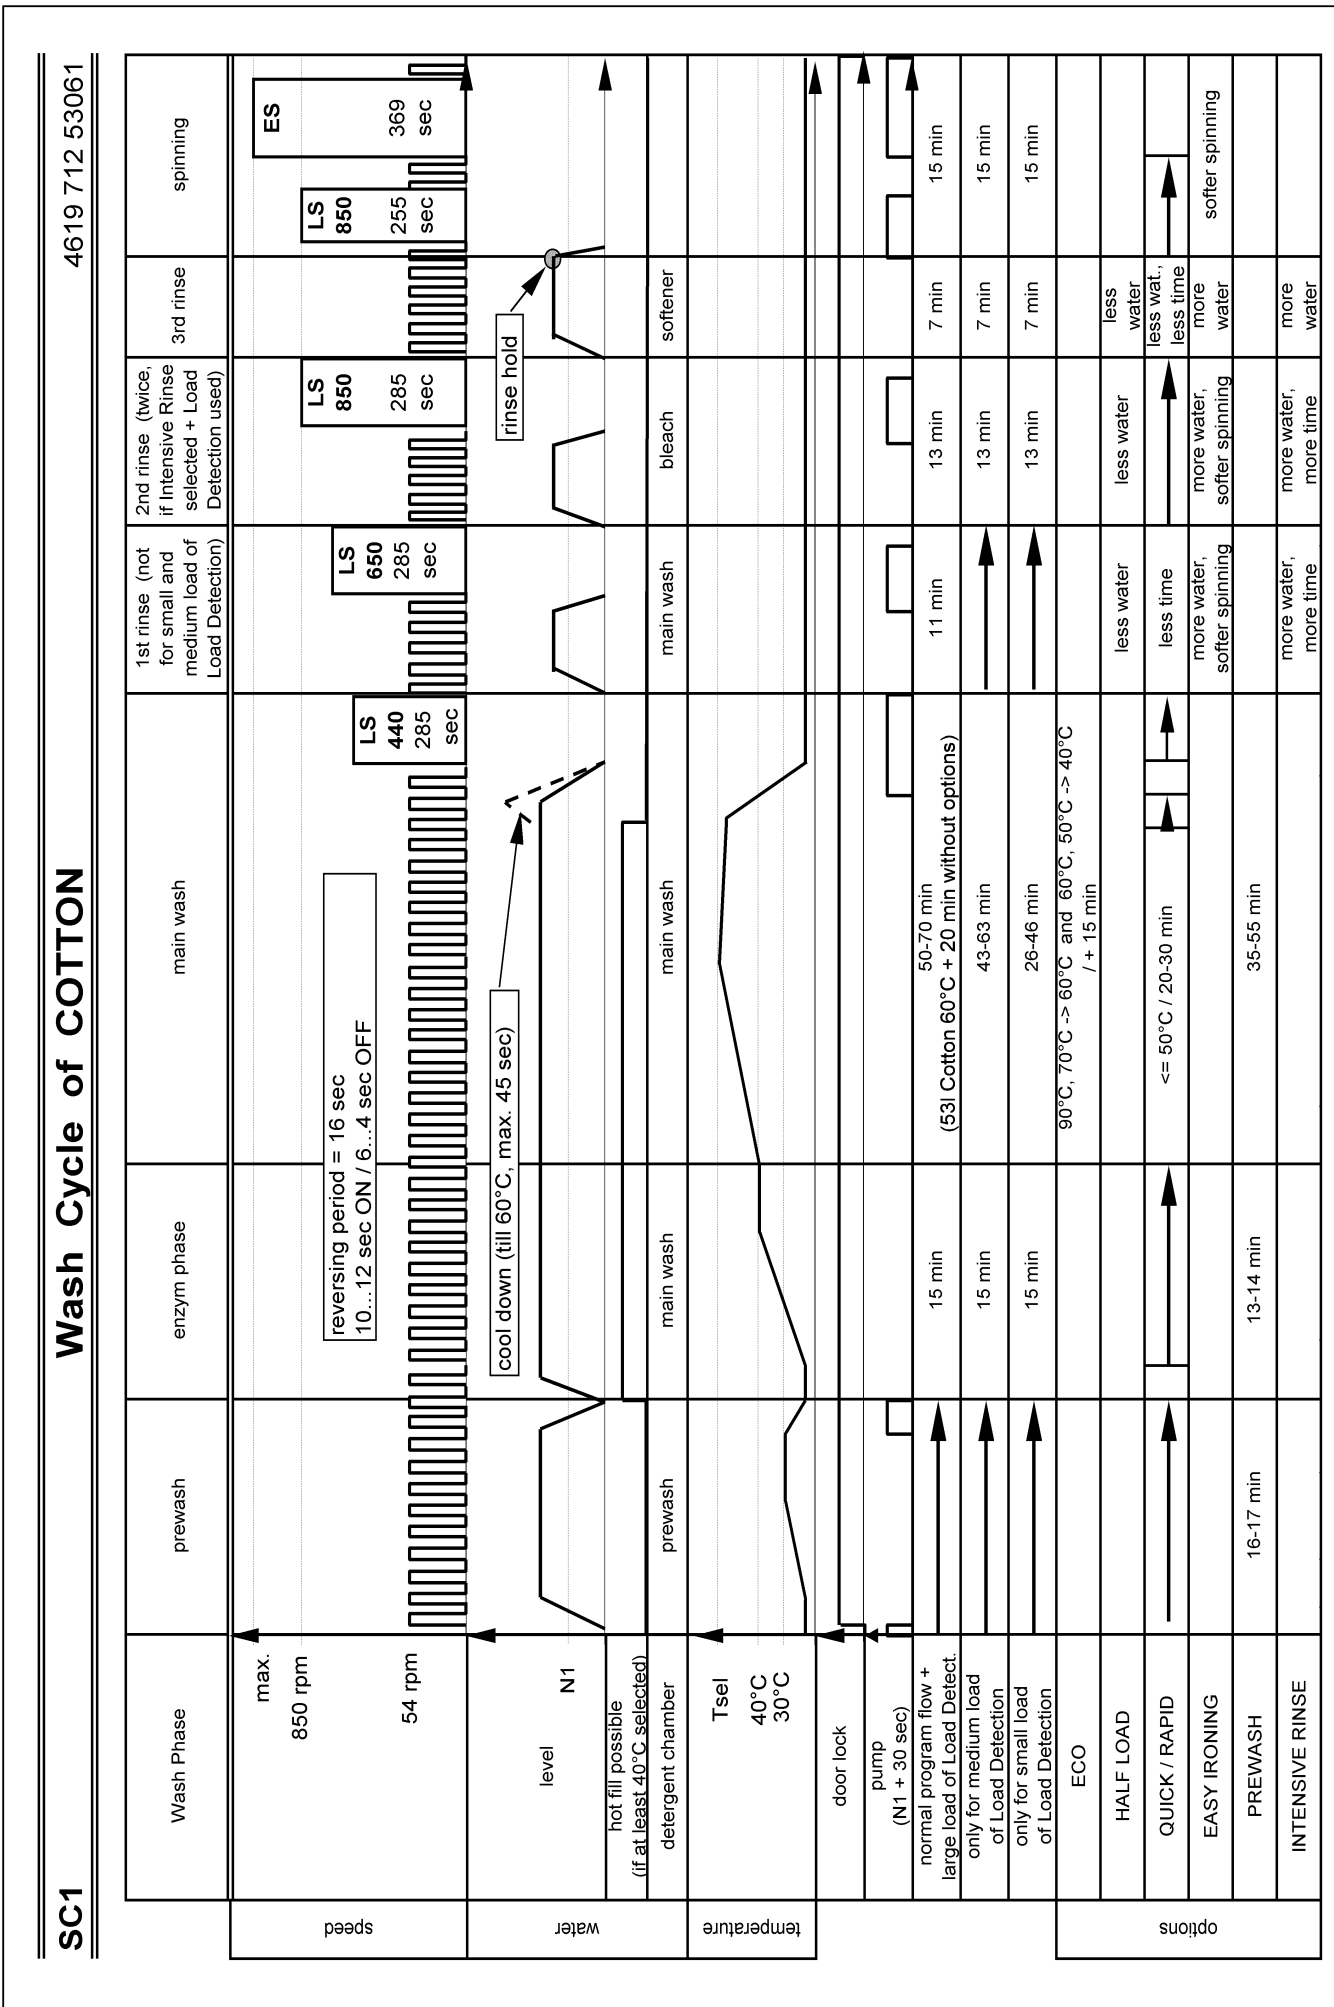 SC1
Wash Cycle of COTTON
4619 712 53061
Wash Phase
prewash
enzym phase
main wash
1st rinse (not
for small and
medium load of
Load Detection)
2nd rinse (twice,
if Intensive Rinse
selected + Load
Detection used)
3rd rinse
spinning
speed
max.
850 rpm
54 rpm
reversing period = 16 sec
10...12 sec ON / 6...4 sec OFF
LS
440
285
sec
LS
650
285
sec
LS
850
285
sec
LS
850
255
sec
ES
369
sec
water
level
N1
cool down (till 60°C, max. 45 sec)
rinse hold
hot fill possible
(if at least 40°C selected)
detergent chamber
prewash
main wash
main wash
main wash
bleach
softener
temperature
Tsel
40°C
30°C
door lock
pump
(N1 + 30 sec)
normal program flow +
large load of Load Detect.
15 min
50-70 min
(53l Cotton 60°C + 20 min without options)
11 min
13 min
7 min
15 min
only for medium load
of Load Detection
15 min
43-63 min
13 min
7 min
15 min
only for small load
of Load Detection
15 min
26-46 min
13 min
7 min
15 min
options
ECO
90°C, 70°C -> 60°C and 60°C, 50°C -> 40°C
/ + 15 min
HALF LOAD
less water
less water
less
water
QUICK / RAPID
<= 50°C / 20-30 min
less time
less wat.,
less time
EASY IRONING
more water,
softer spinning
more water,
softer spinning
more
water
softer spinning
PREWASH
16-17 min
13-14 min
35-55 min
INTENSIVE RINSE
more water,
more time
more water,
more time
more
water